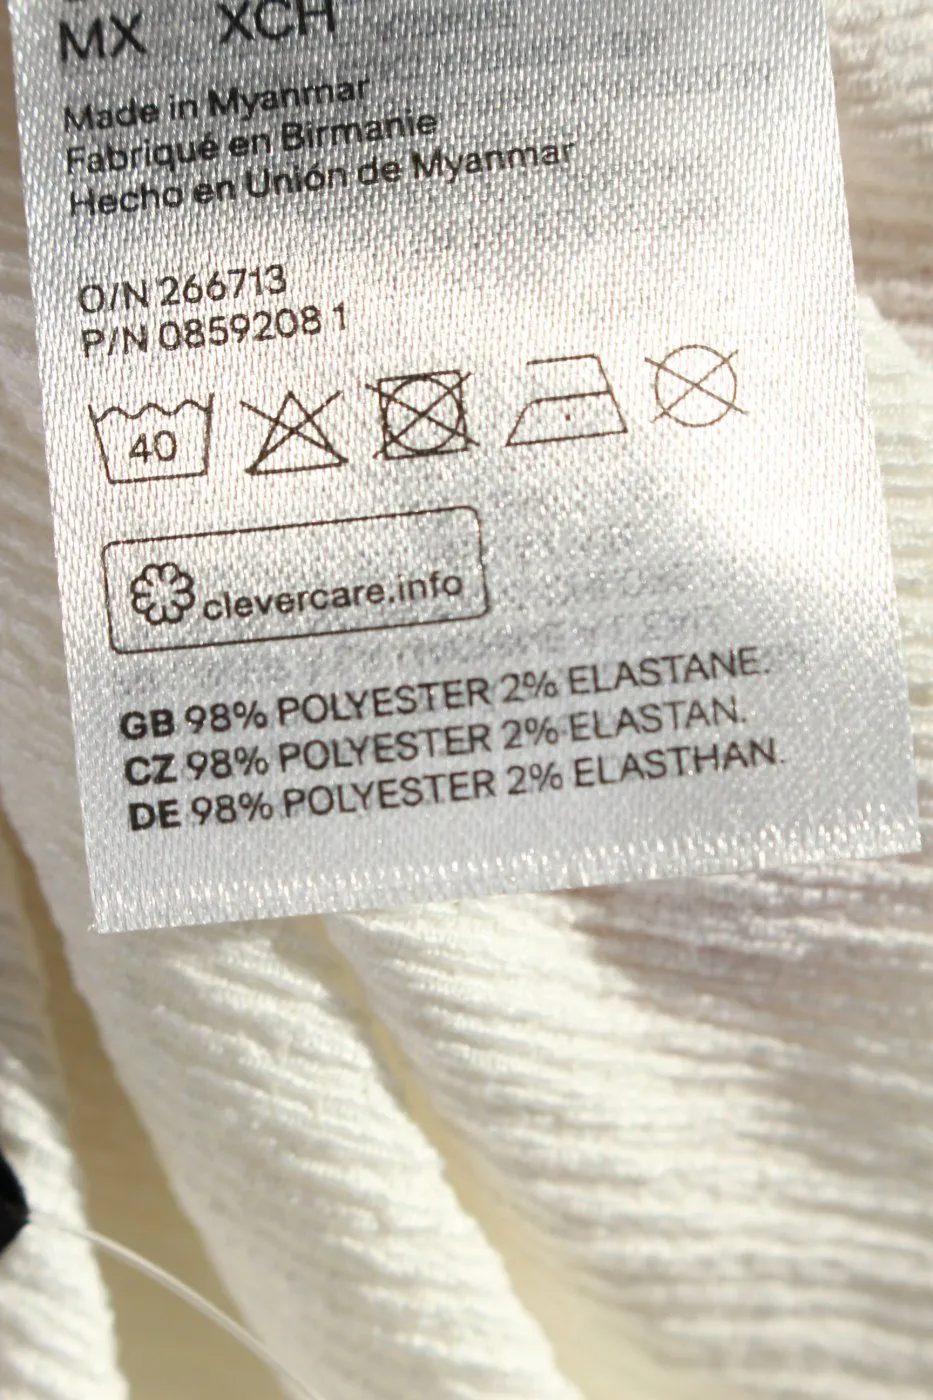 MX XCH
Made in Myanmar
Fabriqué en Birmanie
Hecho en Unión de Myanmar
O/N 266713
P/N 0859208 1
40
clevercare.info
GB 98% POLYESTER 2% ELASTANE.
CZ 98% POLYESTER 2% ELASTAN.
DE 98% POLYESTER 2% ELASTHAN.